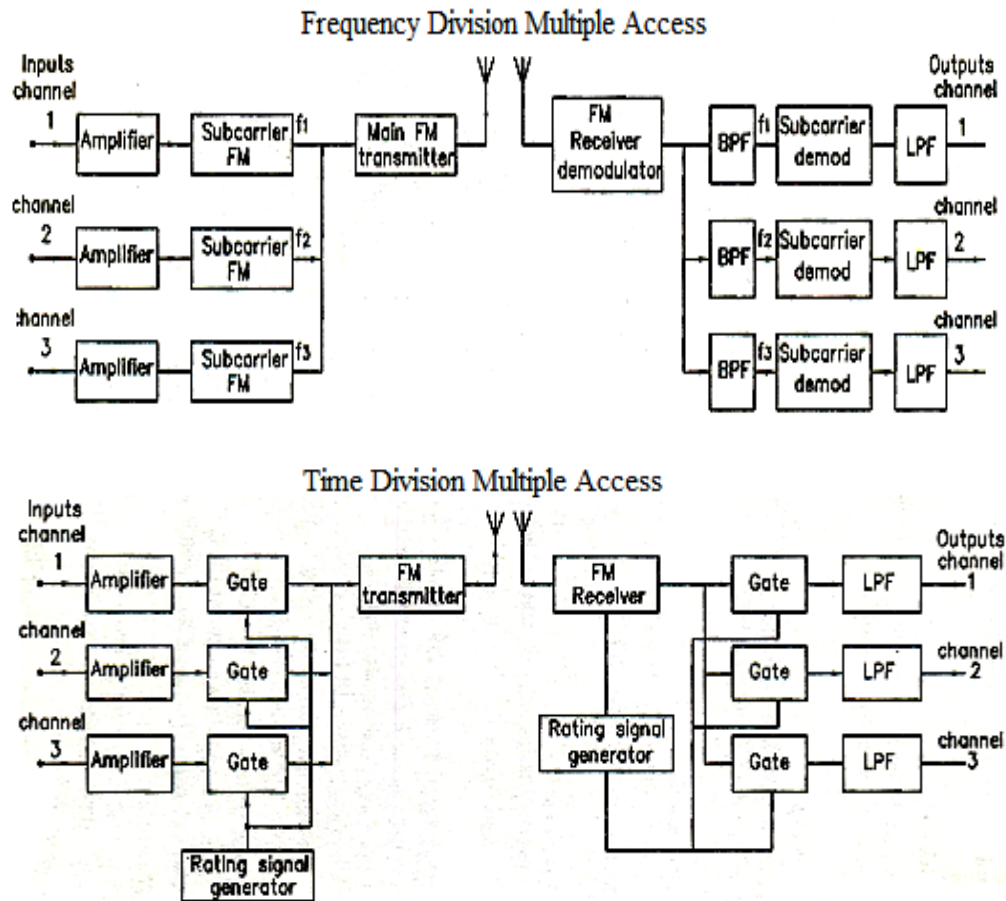 Frequency Division Multiple Access
Inputs
channel
1
Amplifier
Subcarrier
FM
f1
Main FM
transmitter
FM
Receiver
demodulator
BPF
f1
Subcarrier
demod
LPF
Outputs
channel
1
channel
2
Amplifier
Subcarrier
FM
f2
BPF
f2
Subcarrier
demod
LPF
channel
2
channel
3
Amplifier
Subcarrier
FM
f3
BPF
f3
Subcarrier
demod
LPF
channel
3
Time Division Multiple Access
Inputs
channel
1
Amplifier
Gate
FM
transmitter
FM
Receiver
Gate
LPF
Outputs
channel
1
channel
2
Amplifier
Gate
Gate
LPF
channel
2
channel
3
Amplifier
Gate
Rating signal
generator
Gate
LPF
channel
3
Rating signal
generator